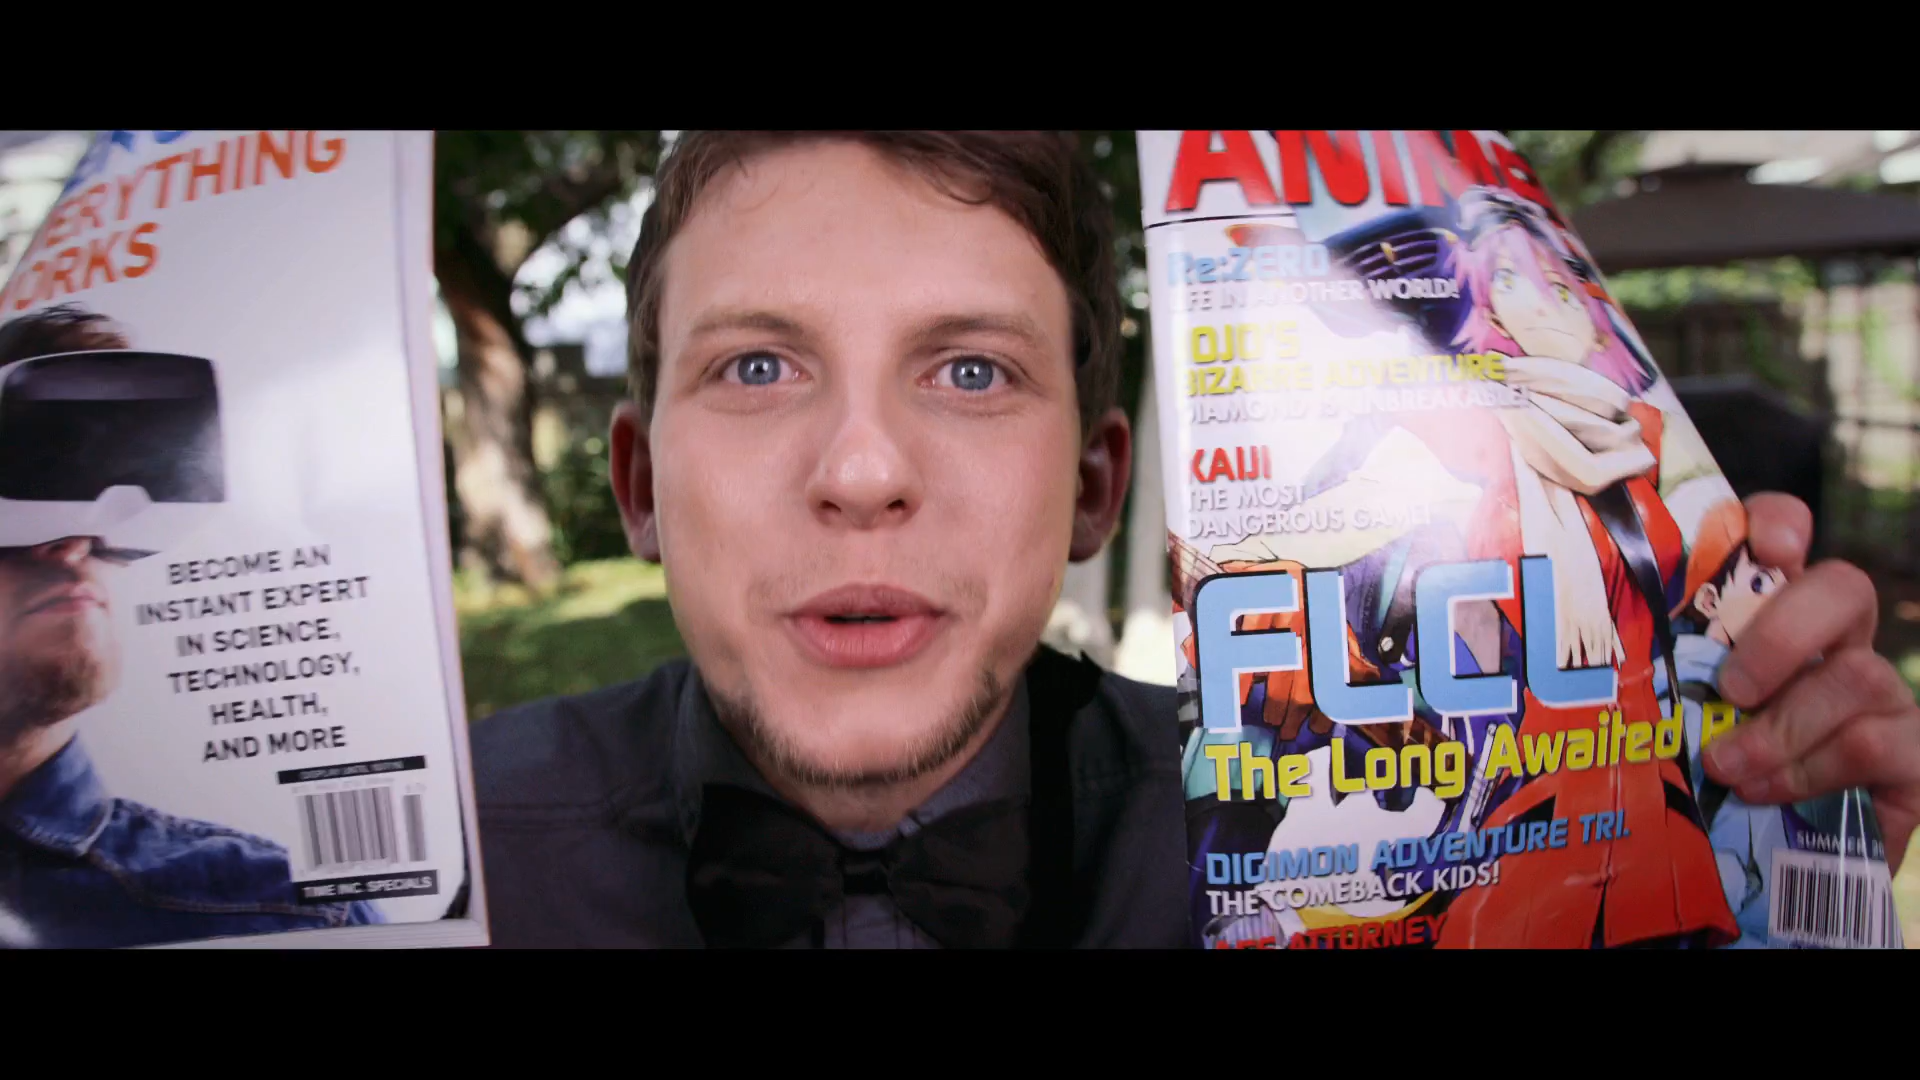 ERYTHING
ORKS
BECOME AN
INSTANT EXPERT
IN SCIENCE,
TECHNOLOGY,
HEALTH,
AND MORE
TIME INC. SPECIALS
ANIME
Re:ZERO
LIFE IN ANOTHER WORLD!
JOJO'S
BIZARRE ADVENTURE
DIAMOND IS UNBREAKABLE!
KAIJI
THE MOST
DANGEROUS GAME!
FLCL
The Long Awaited R
DIGIMON ADVENTURE TRI.
THE COMEBACK KIDS!
ACE ATTORNEY
SUMMER